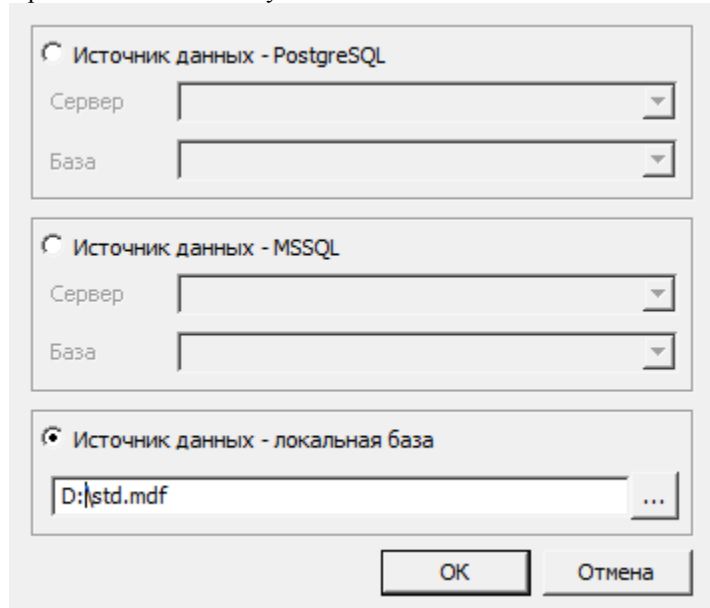 Источник данных - PostgreSQL
Сервер
База
Источник данных - MSSQL
Сервер
База
Источник данных - локальная база
D:\std.mdf
...
OK Отмена